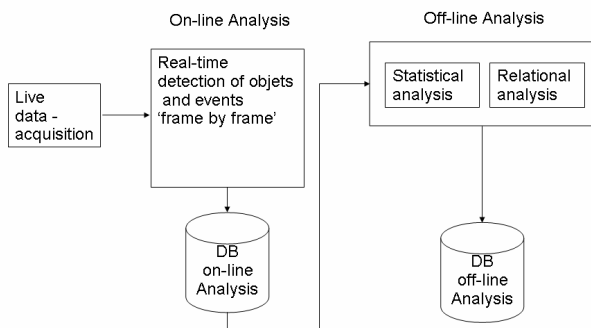 On-line Analysis
Off-line Analysis
Live
data -
acquisition
Real-time
detection of objets
and events
‘frame by frame’
Statistical
analysis
Relational
analysis
DB
on-line
Analysis
DB
off-line
Analysis